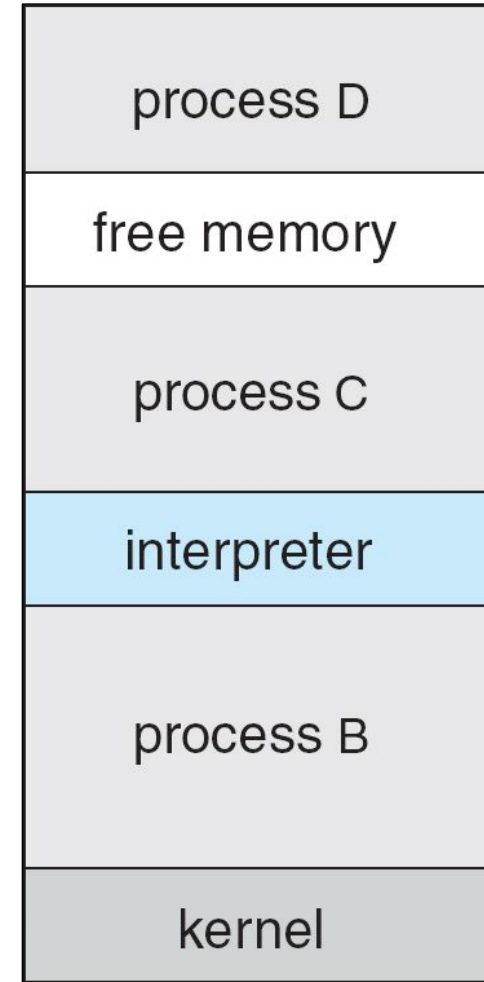 process D
free memory
process C
interpreter
process B
kernel